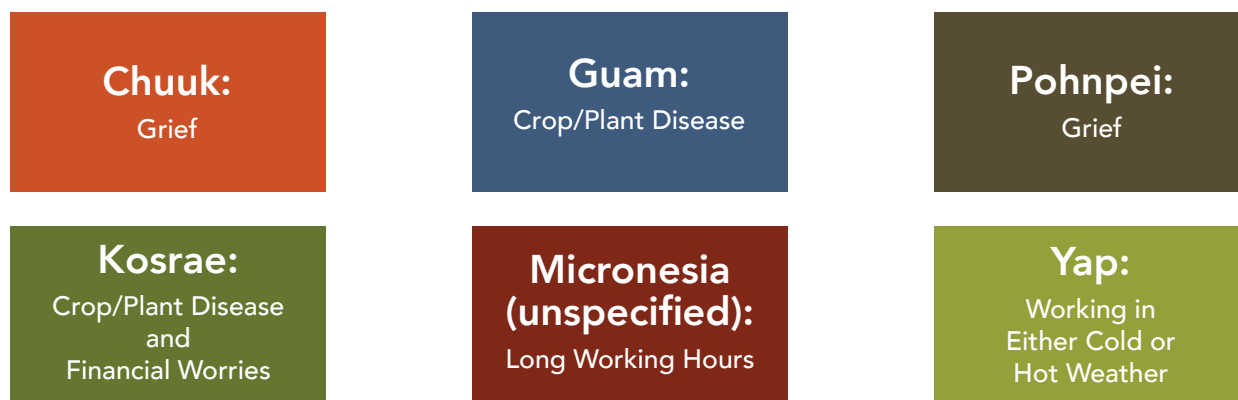 Chuuk:
Grief
Guam:
Crop/Plant Disease
Pohnpei:
Grief
Kosrae:
Crop/Plant Disease
and
Financial Worries
Micronesia
(unspecified):
Long Working Hours
Yap:
Working in
Either Cold or
Hot Weather